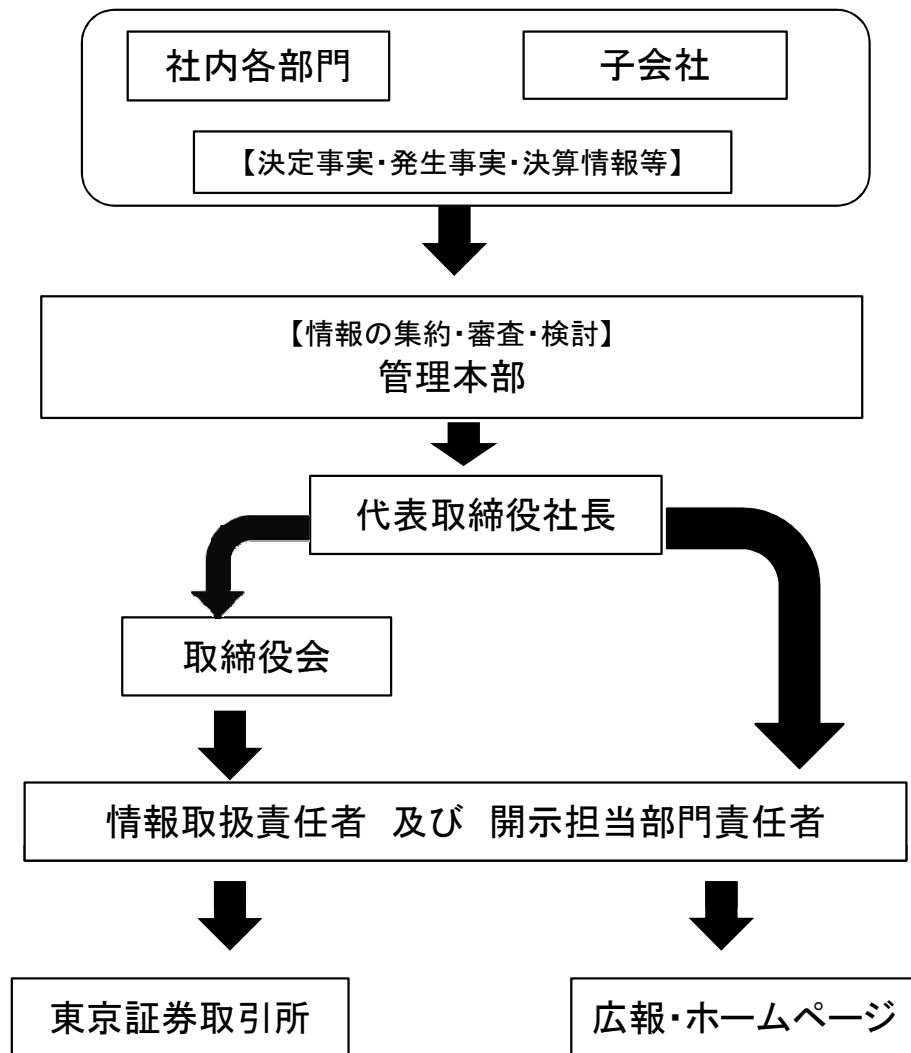 社内各部門
子会社
【決定事実・発生事実・決算情報等】
【情報の集約・審査・検討】
管理本部
代表取締役社長
取締役会
情報取扱責任者 及び 開示担当部門責任者
東京証券取引所
広報・ホームページ